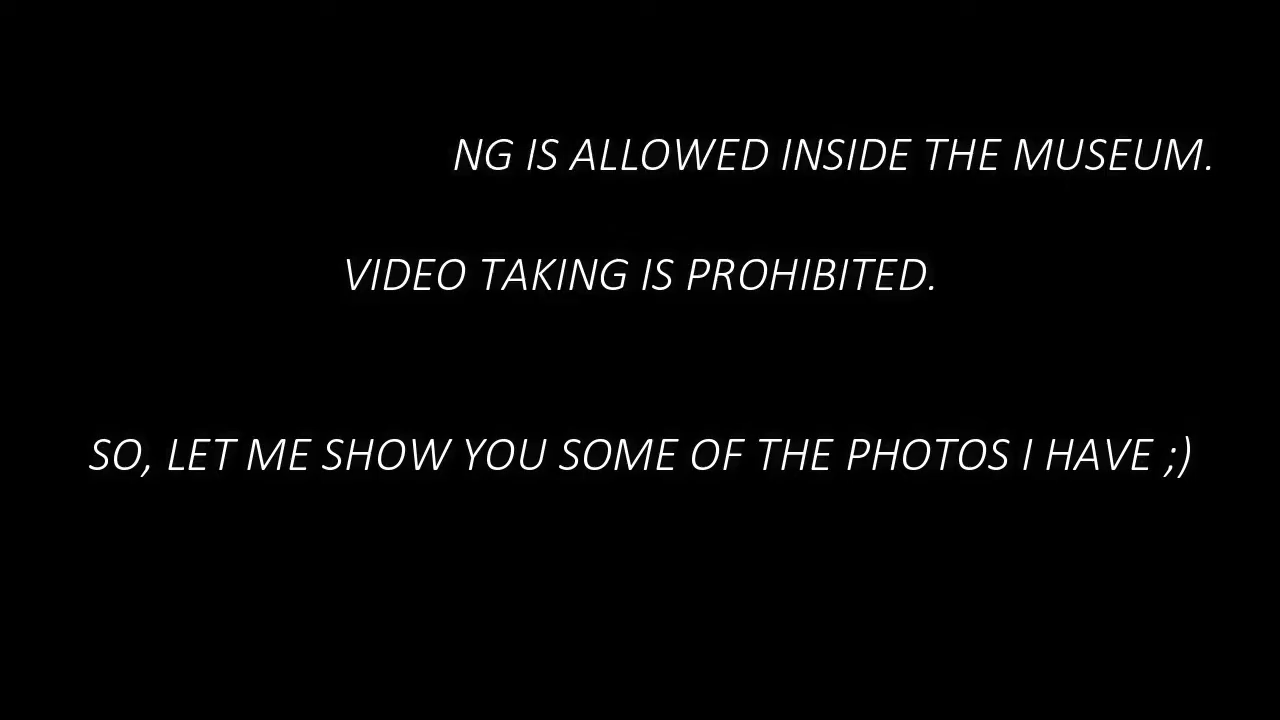 NG IS ALLOWED INSIDE THE MUSEUM.
VIDEO TAKING IS PROHIBITED.
SO, LET ME SHOW YOU SOME OF THE PHOTOS I HAVE ;)